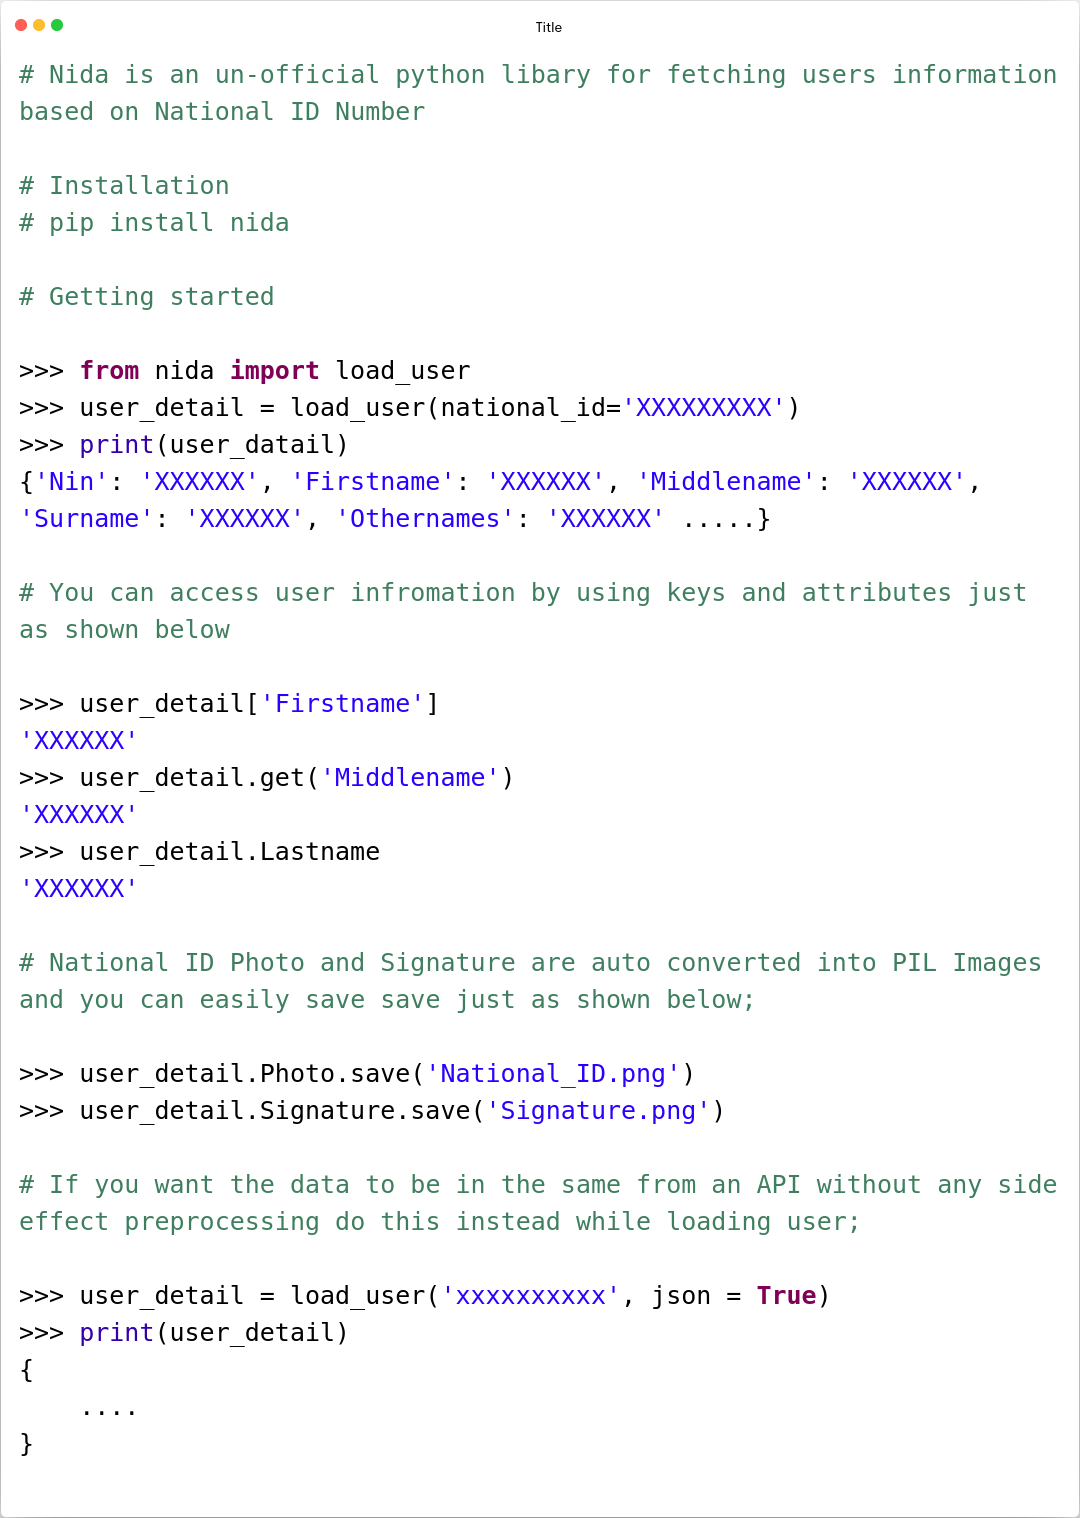 Title
# Nida is an un-official python libary for fetching users information
based on National ID Number
# Installation
# pip install nida
# Getting started
>>> from nida import load_user
>>> user_detail = load_user(national_id='XXXXXXXXX')
>>> print(user_datail)
{'Nin': 'XXXXXX', 'Firstname': 'XXXXXX', 'Middlename': 'XXXXXX',
'Surname': 'XXXXXX', 'Othernames': 'XXXXXX' .....}
# You can access user infromation by using keys and attributes just
as shown below
>>> user_detail['Firstname']
'XXXXXX'
>>> user_detail.get('Middlename')
'XXXXXX'
>>> user_detail.Lastname
'XXXXXX'
# National ID Photo and Signature are auto converted into PIL Images
and you can easily save save just as shown below;
>>> user_detail.Photo.save('National_ID.png')
>>> user_detail.Signature.save('Signature.png')
# If you want the data to be in the same from an API without any side
effect preprocessing do this instead while loading user;
>>> user_detail = load_user('xxxxxxxxxx', json = True)
>>> print(user_detail)
{
    ....
}